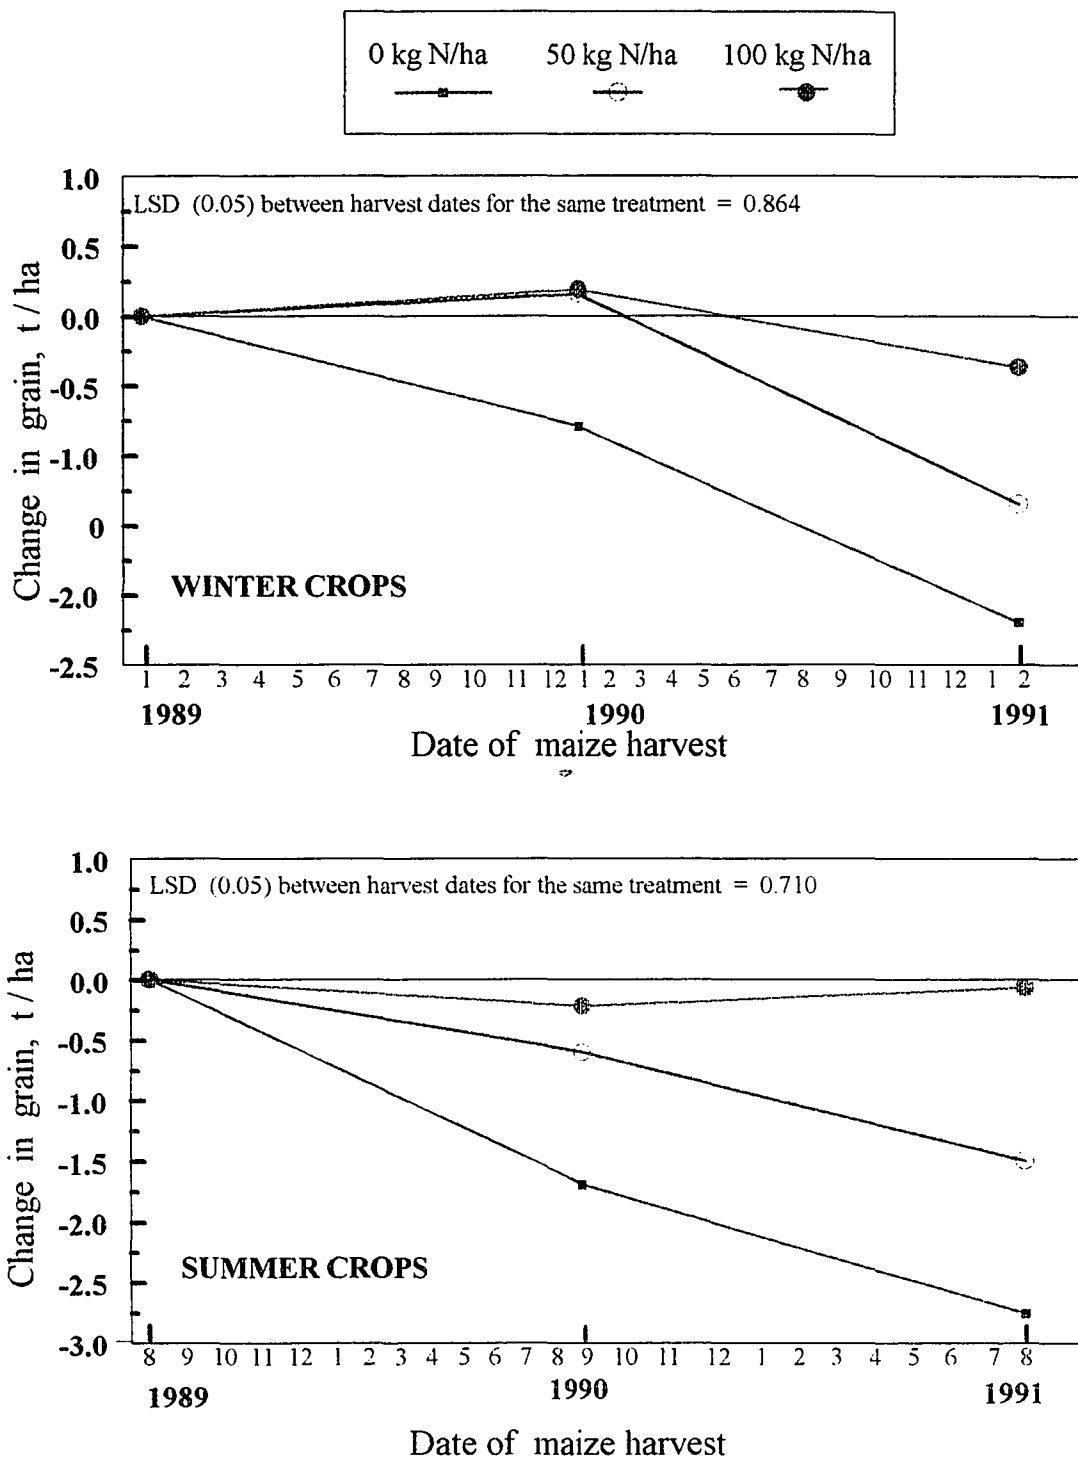 0 kg N/ha 50 kg N/ha 100 kg N/ha
1.0
LSD (0.05) between harvest dates for the same treatment = 0.864
0.5
0.0
-0.5
-1.0
0
-2.0
-2.5
Change in grain, t / ha
WINTER CROPS
1 2 3 4 5 6 7 8 9 10 11 12 1 2 3 4 5 6 7 8 9 10 11 12 1 2
1989 1990 1991
Date of maize harvest
1.0
LSD (0.05) between harvest dates for the same treatment = 0.710
0.5
0.0
-0.5
-1.0
-1.5
-2.0
-2.5
-3.0
Change in grain, t / ha
SUMMER CROPS
8 9 10 11 12 1 2 3 4 5 6 7 8 9 10 11 12 1 2 3 4 5 6 7 8
1989 1990 1991
Date of maize harvest